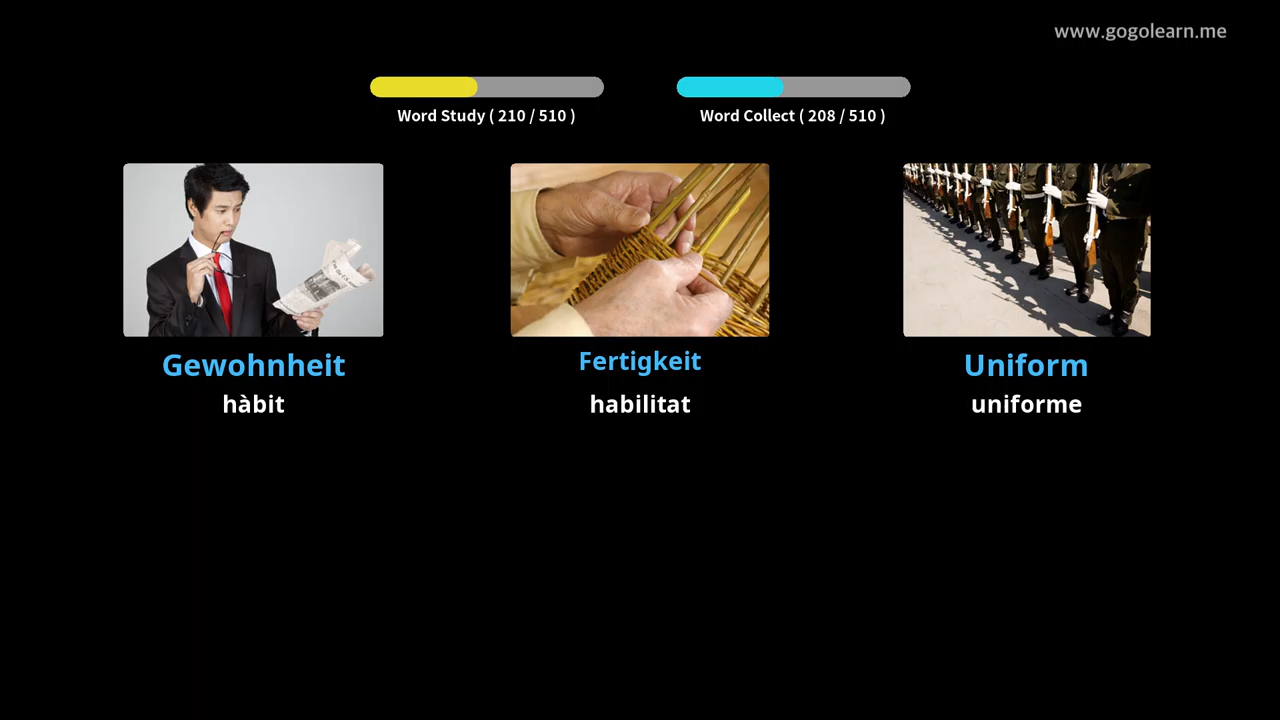 www.gogolearn.me
Word Study ( 210 / 510 )
Word Collect ( 208 / 510 )
Gewohnheit
hàbit
Fertigkeit
habilitat
Uniform
uniforme